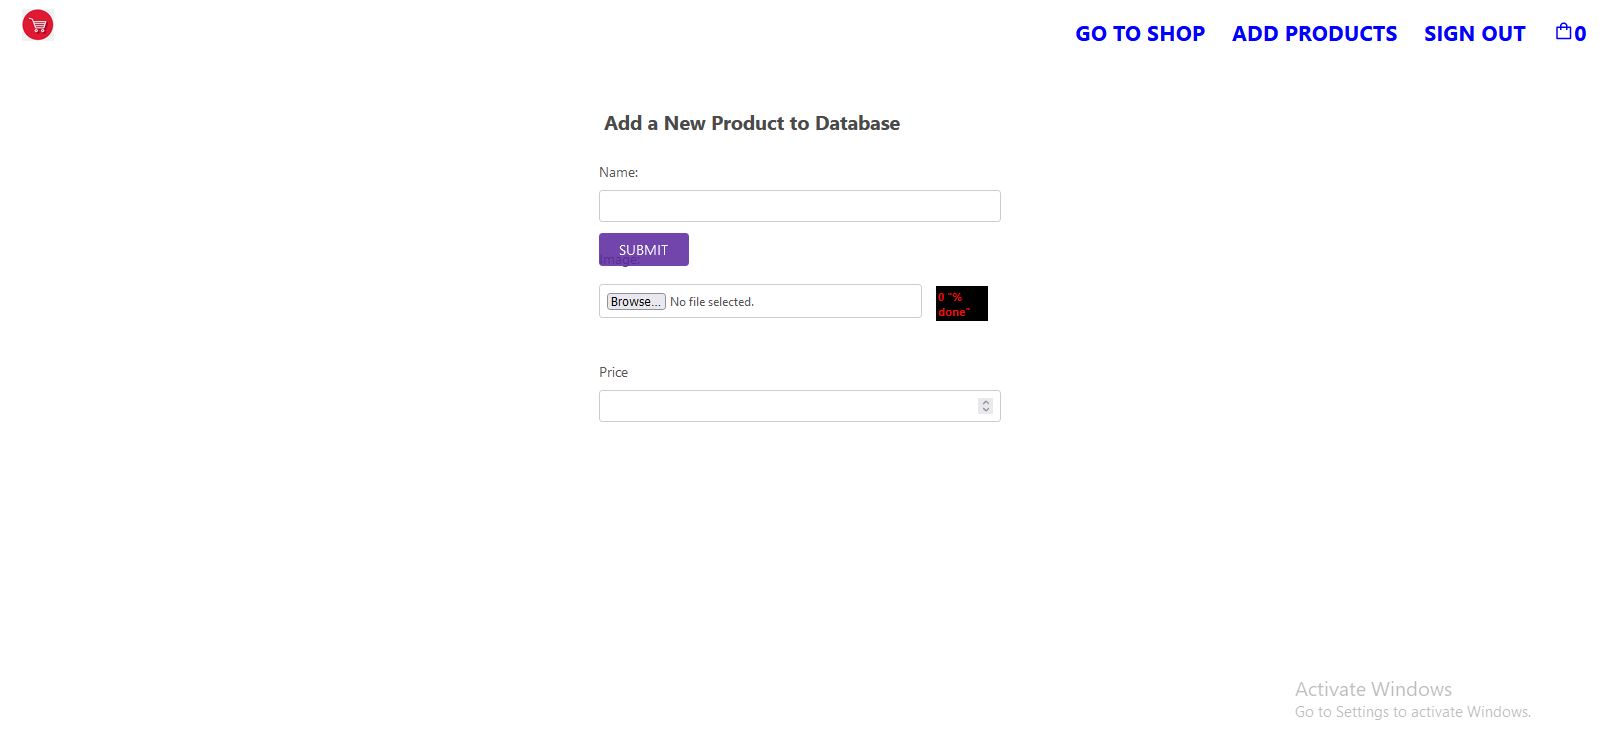 GO TO SHOP ADD PRODUCTS SIGN OUT 0
Add a New Product to Database
Name:
SUBMIT
Image:
Browse... No file selected.
0 "%
done"
Price
Activate Windows
Go to Settings to activate Windows.